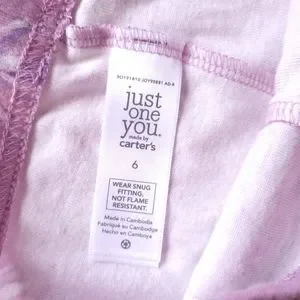 just
one
you.
made by
carter's
6
WEAR SNUG
FITTING,
NOT FLAME
RESISTANT.
Made in Cambodia
Fabriqué au Cambodge
Hecho en Camboya